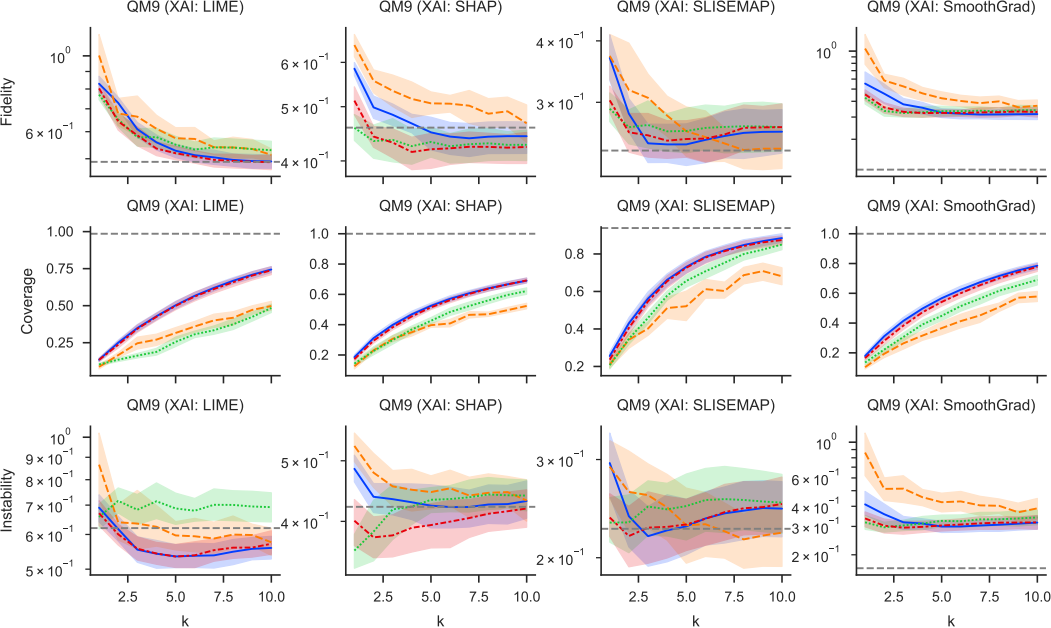 QM9 (XAI: LIME) QM9 (XAI: SHAP) QM9 (XAI: SLISEMAP) QM9 (XAI: SmoothGrad)
Fidelity
10⁰
6 × 10⁻¹
6 × 10⁻¹
5 × 10⁻¹
4 × 10⁻¹
4 × 10⁻¹
3 × 10⁻¹
10⁰
QM9 (XAI: LIME) QM9 (XAI: SHAP) QM9 (XAI: SLISEMAP) QM9 (XAI: SmoothGrad)
Coverage
1.00
0.75
0.50
0.25
1.0
0.8
0.6
0.4
0.2
0.8
0.6
0.4
0.2
1.0
0.8
0.6
0.4
0.2
QM9 (XAI: LIME) QM9 (XAI: SHAP) QM9 (XAI: SLISEMAP) QM9 (XAI: SmoothGrad)
Instability
10⁰
9 × 10⁻¹
8 × 10⁻¹
7 × 10⁻¹
6 × 10⁻¹
5 × 10⁻¹
5 × 10⁻¹
4 × 10⁻¹
3 × 10⁻¹
2 × 10⁻¹
10⁰
6 × 10⁻¹
4 × 10⁻¹
3 × 10⁻¹
2 × 10⁻¹
2.5 5.0 7.5 10.0 2.5 5.0 7.5 10.0 2.5 5.0 7.5 10.0 2.5 5.0 7.5 10.0
k k k k